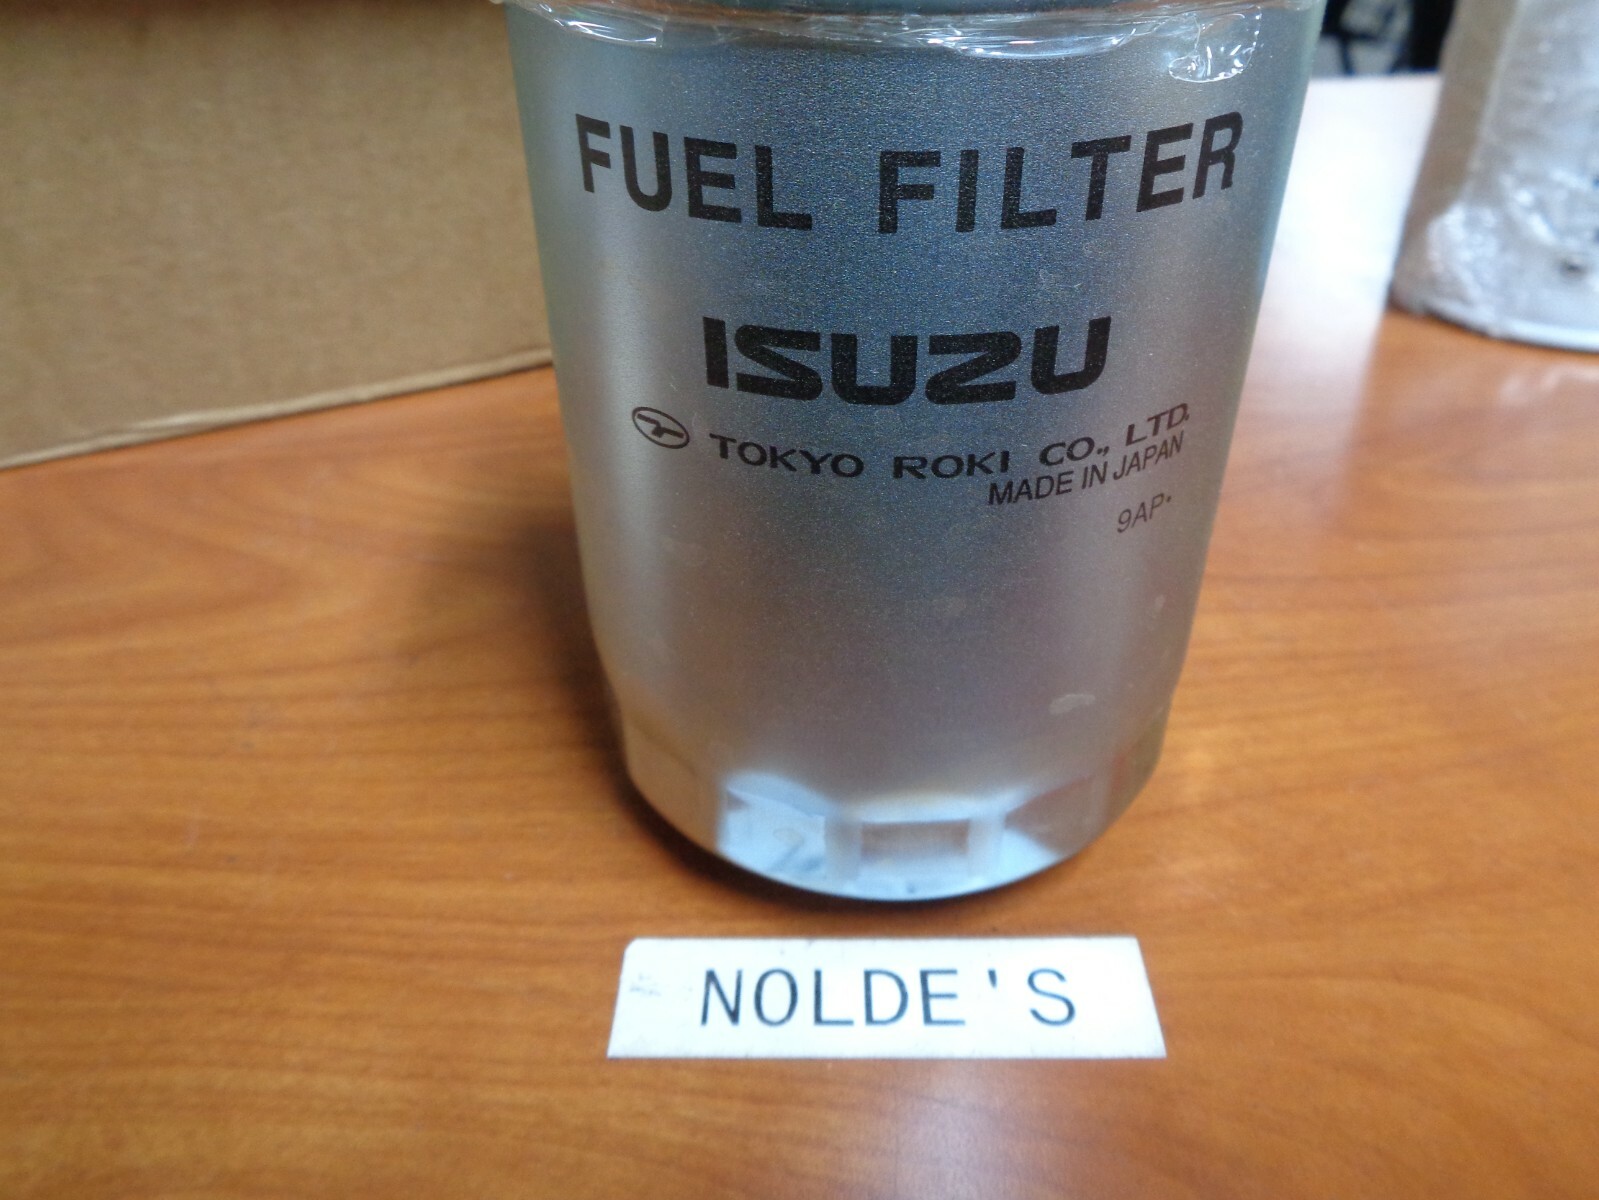 FUEL FILTER
ISUZU
TOKYO ROKI CO., LTD.
MADE IN JAPAN
9AP•
NOLDE'S